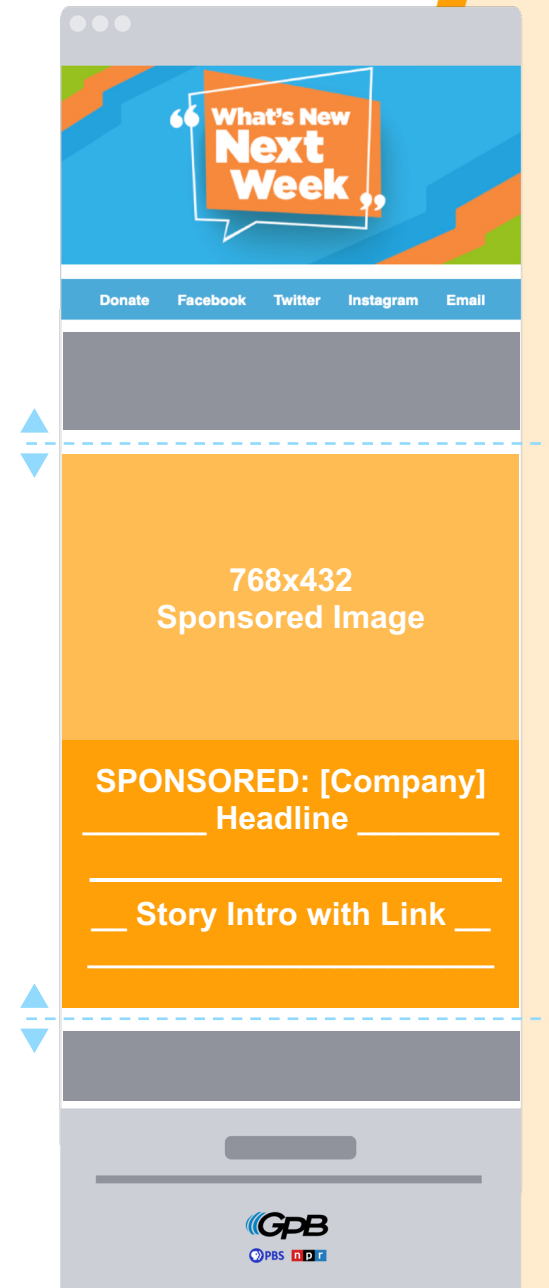 “ What's New
Next
Week „
Donate Facebook Twitter Instagram Email
768x432
Sponsored Image
SPONSORED: [Company]
_______ Headline ________
__ Story Intro with Link __
GPB
PBS npr